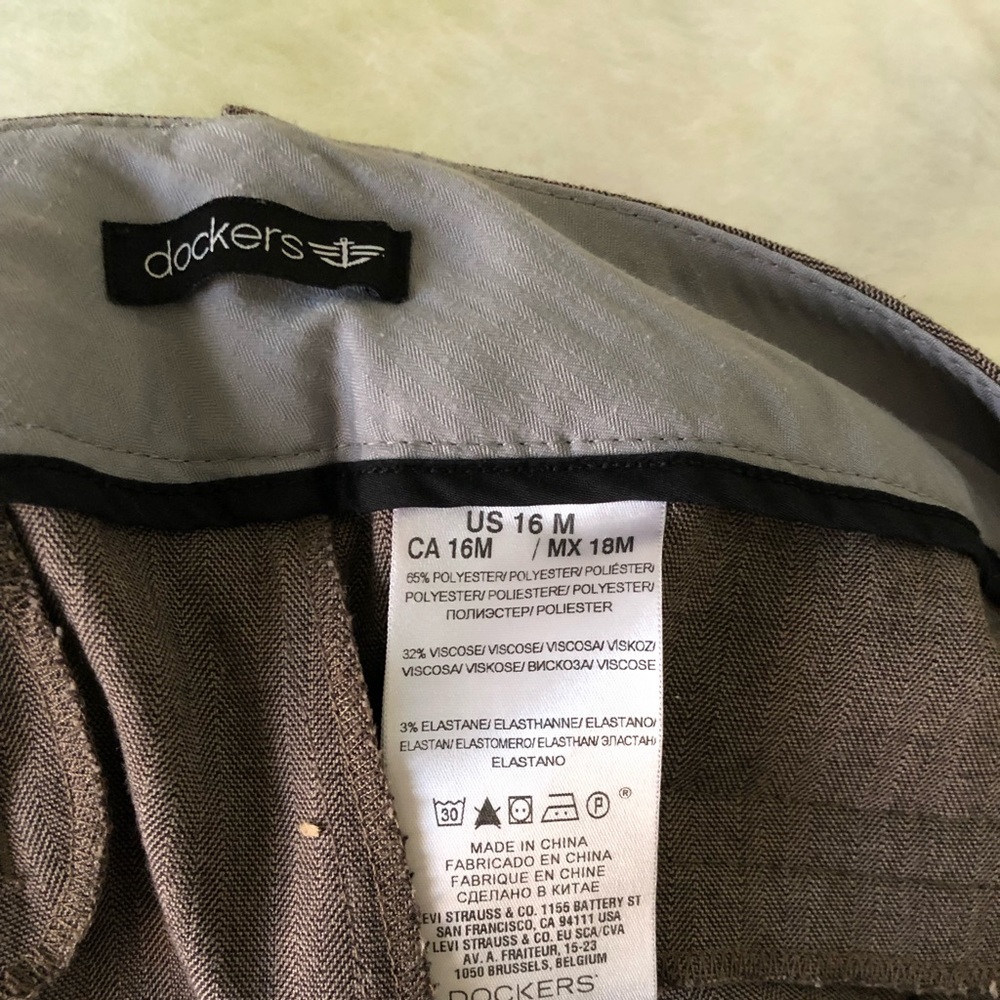 dockers
US 16 M
CA 16M / MX 18M
65% POLYESTER/ POLYESTER/ POLIÉSTER/
POLYESTER/ POLIESTERE/ POLYESTER/
ПОЛИЭСТЕР/ POLIESTER
32% VISCOSE/ VISCOSE/ VISCOSA/ VISKOZ/
VISCOSA/ VISKOSE/ ВИСКОЗА/ VISCOSE
3% ELASTANE/ ELASTHANNE/ ELASTANO/
ELASTAN/ ELASTOMERO/ ELASTHAN/ ЭЛАСТАН/
ELASTANO
30 P ®
MADE IN CHINA
FABRICADO EN CHINA
FABRIQUE EN CHINE
СДЕЛАНО В КИТАЕ
EVI STRAUSS & CO. 1155 BATTERY ST
SAN FRANCISCO, CA 94111 USA
LEVI STRAUSS & CO. EU SCA/CVA
AV. A. FRAITEUR, 15-23
1050 BRUSSELS, BELGIUM
DOCKERS